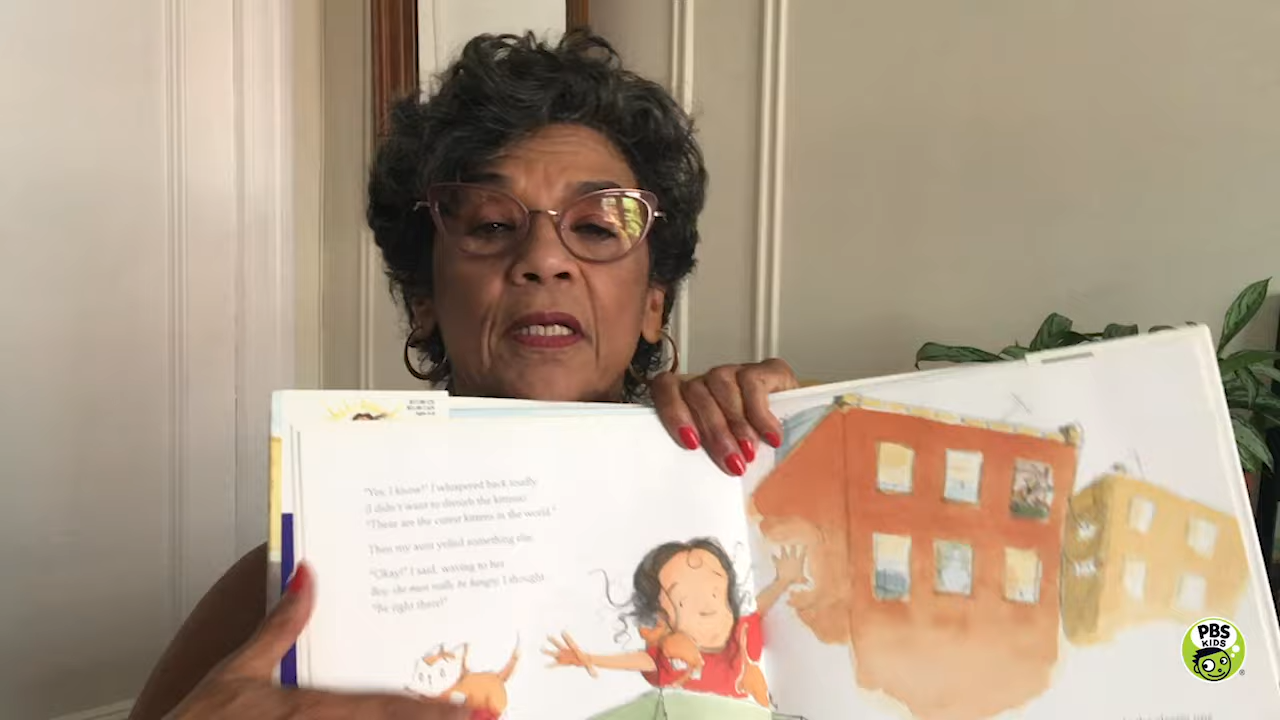 "Yes, I know!" I whispered back loudly.
(I didn't want to disturb the kittens)
"These are the cutest kittens in the world."
Then my aunt yelled something else.
"Okay!" I said, waving to her.
Boy, she must really be hungry, I thought.
"Be right there!"
PBS
KIDS